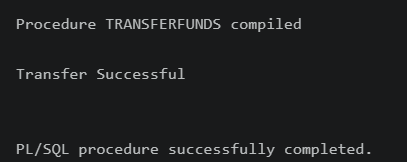 Procedure TRANSFERFUNDS compiled
Transfer Successful
PL/SQL procedure successfully completed.